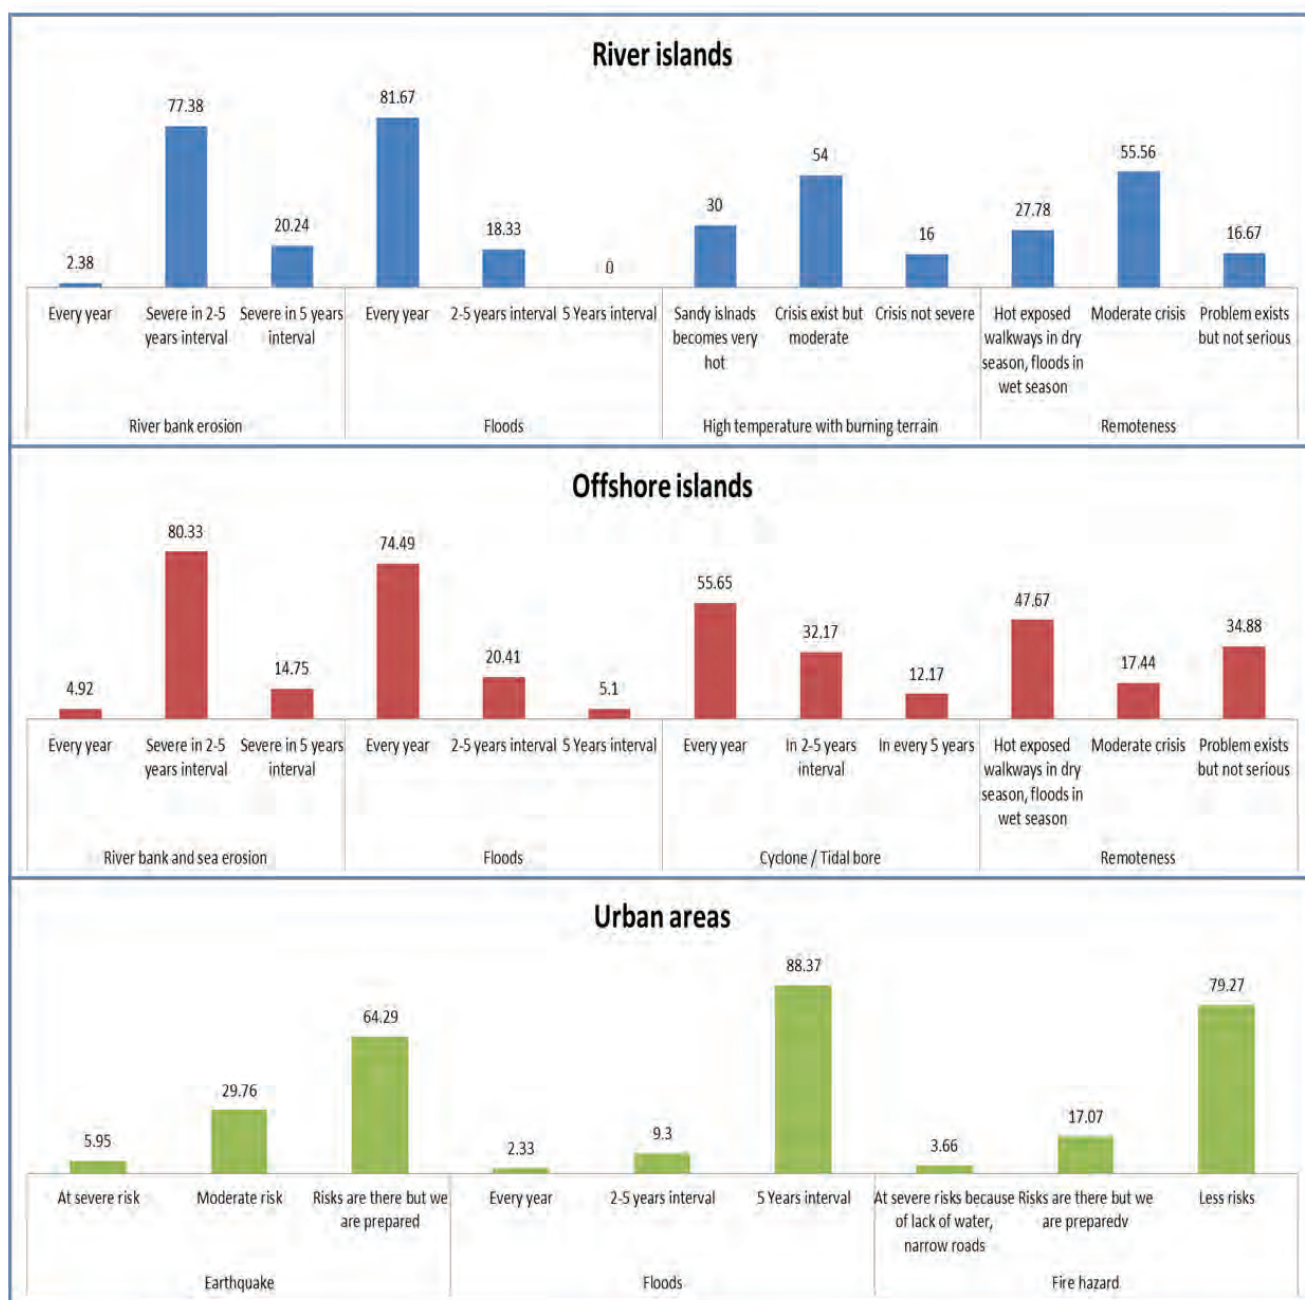 River islands
77.38
81.67
2.38
20.24
18.33
0
30
54
16
27.78
55.56
16.67
Every year
Severe in 2-5
years interval
Severe in 5 years
interval
Every year
2-5 years interval
5 Years interval
Sandy islnads
becomes very
hot
Crisis exist but
moderate
Crisis not severe
Hot exposed
walkways in dry
season, floods in
wet season
Moderate crisis
Problem exists
but not serious
River bank erosion
Floods
High temperature with burning terrain
Remoteness
Offshore islands
4.92
80.33
14.75
74.49
20.41
5.1
55.65
32.17
12.17
47.67
17.44
34.88
Every year
Severe in 2-5
years interval
Severe in 5 years
interval
Every year
2-5 years interval
5 Years interval
Every year
In 2-5 years
interval
In every 5 years
Hot exposed
walkways in dry
season, floods in
wet season
Moderate crisis
Problem exists
but not serious
River bank and sea erosion
Floods
Cyclone / Tidal bore
Remoteness
Urban areas
5.95
29.76
64.29
2.33
9.3
88.37
3.66
17.07
79.27
At severe risk
Moderate risk
Risks are there but we
are prepared
Every year
2-5 years interval
5 Years interval
At severe risks because
of lack of water,
narrow roads
Risks are there but we
are preparedv
Less risks
Earthquake
Floods
Fire hazard